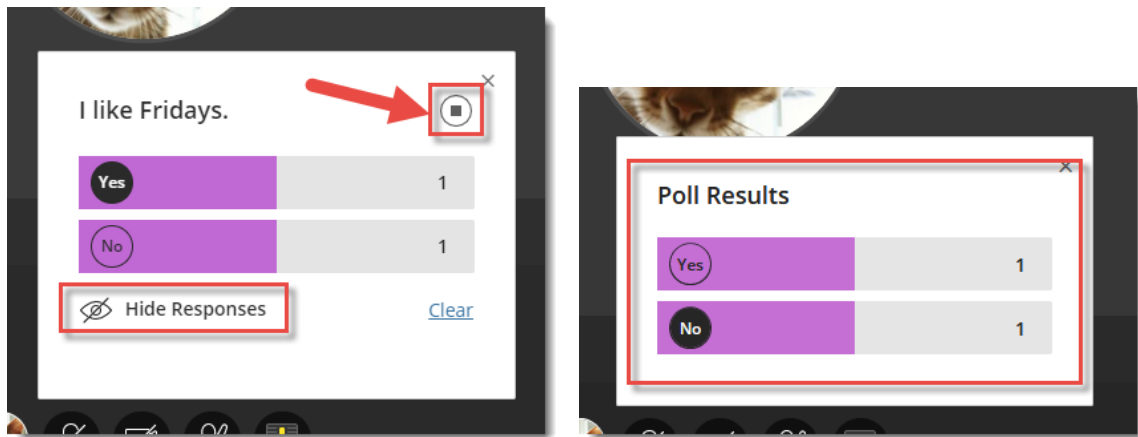 I like Fridays.
Yes 1
No 1
Hide Responses Clear
Poll Results
Yes 1
No 1